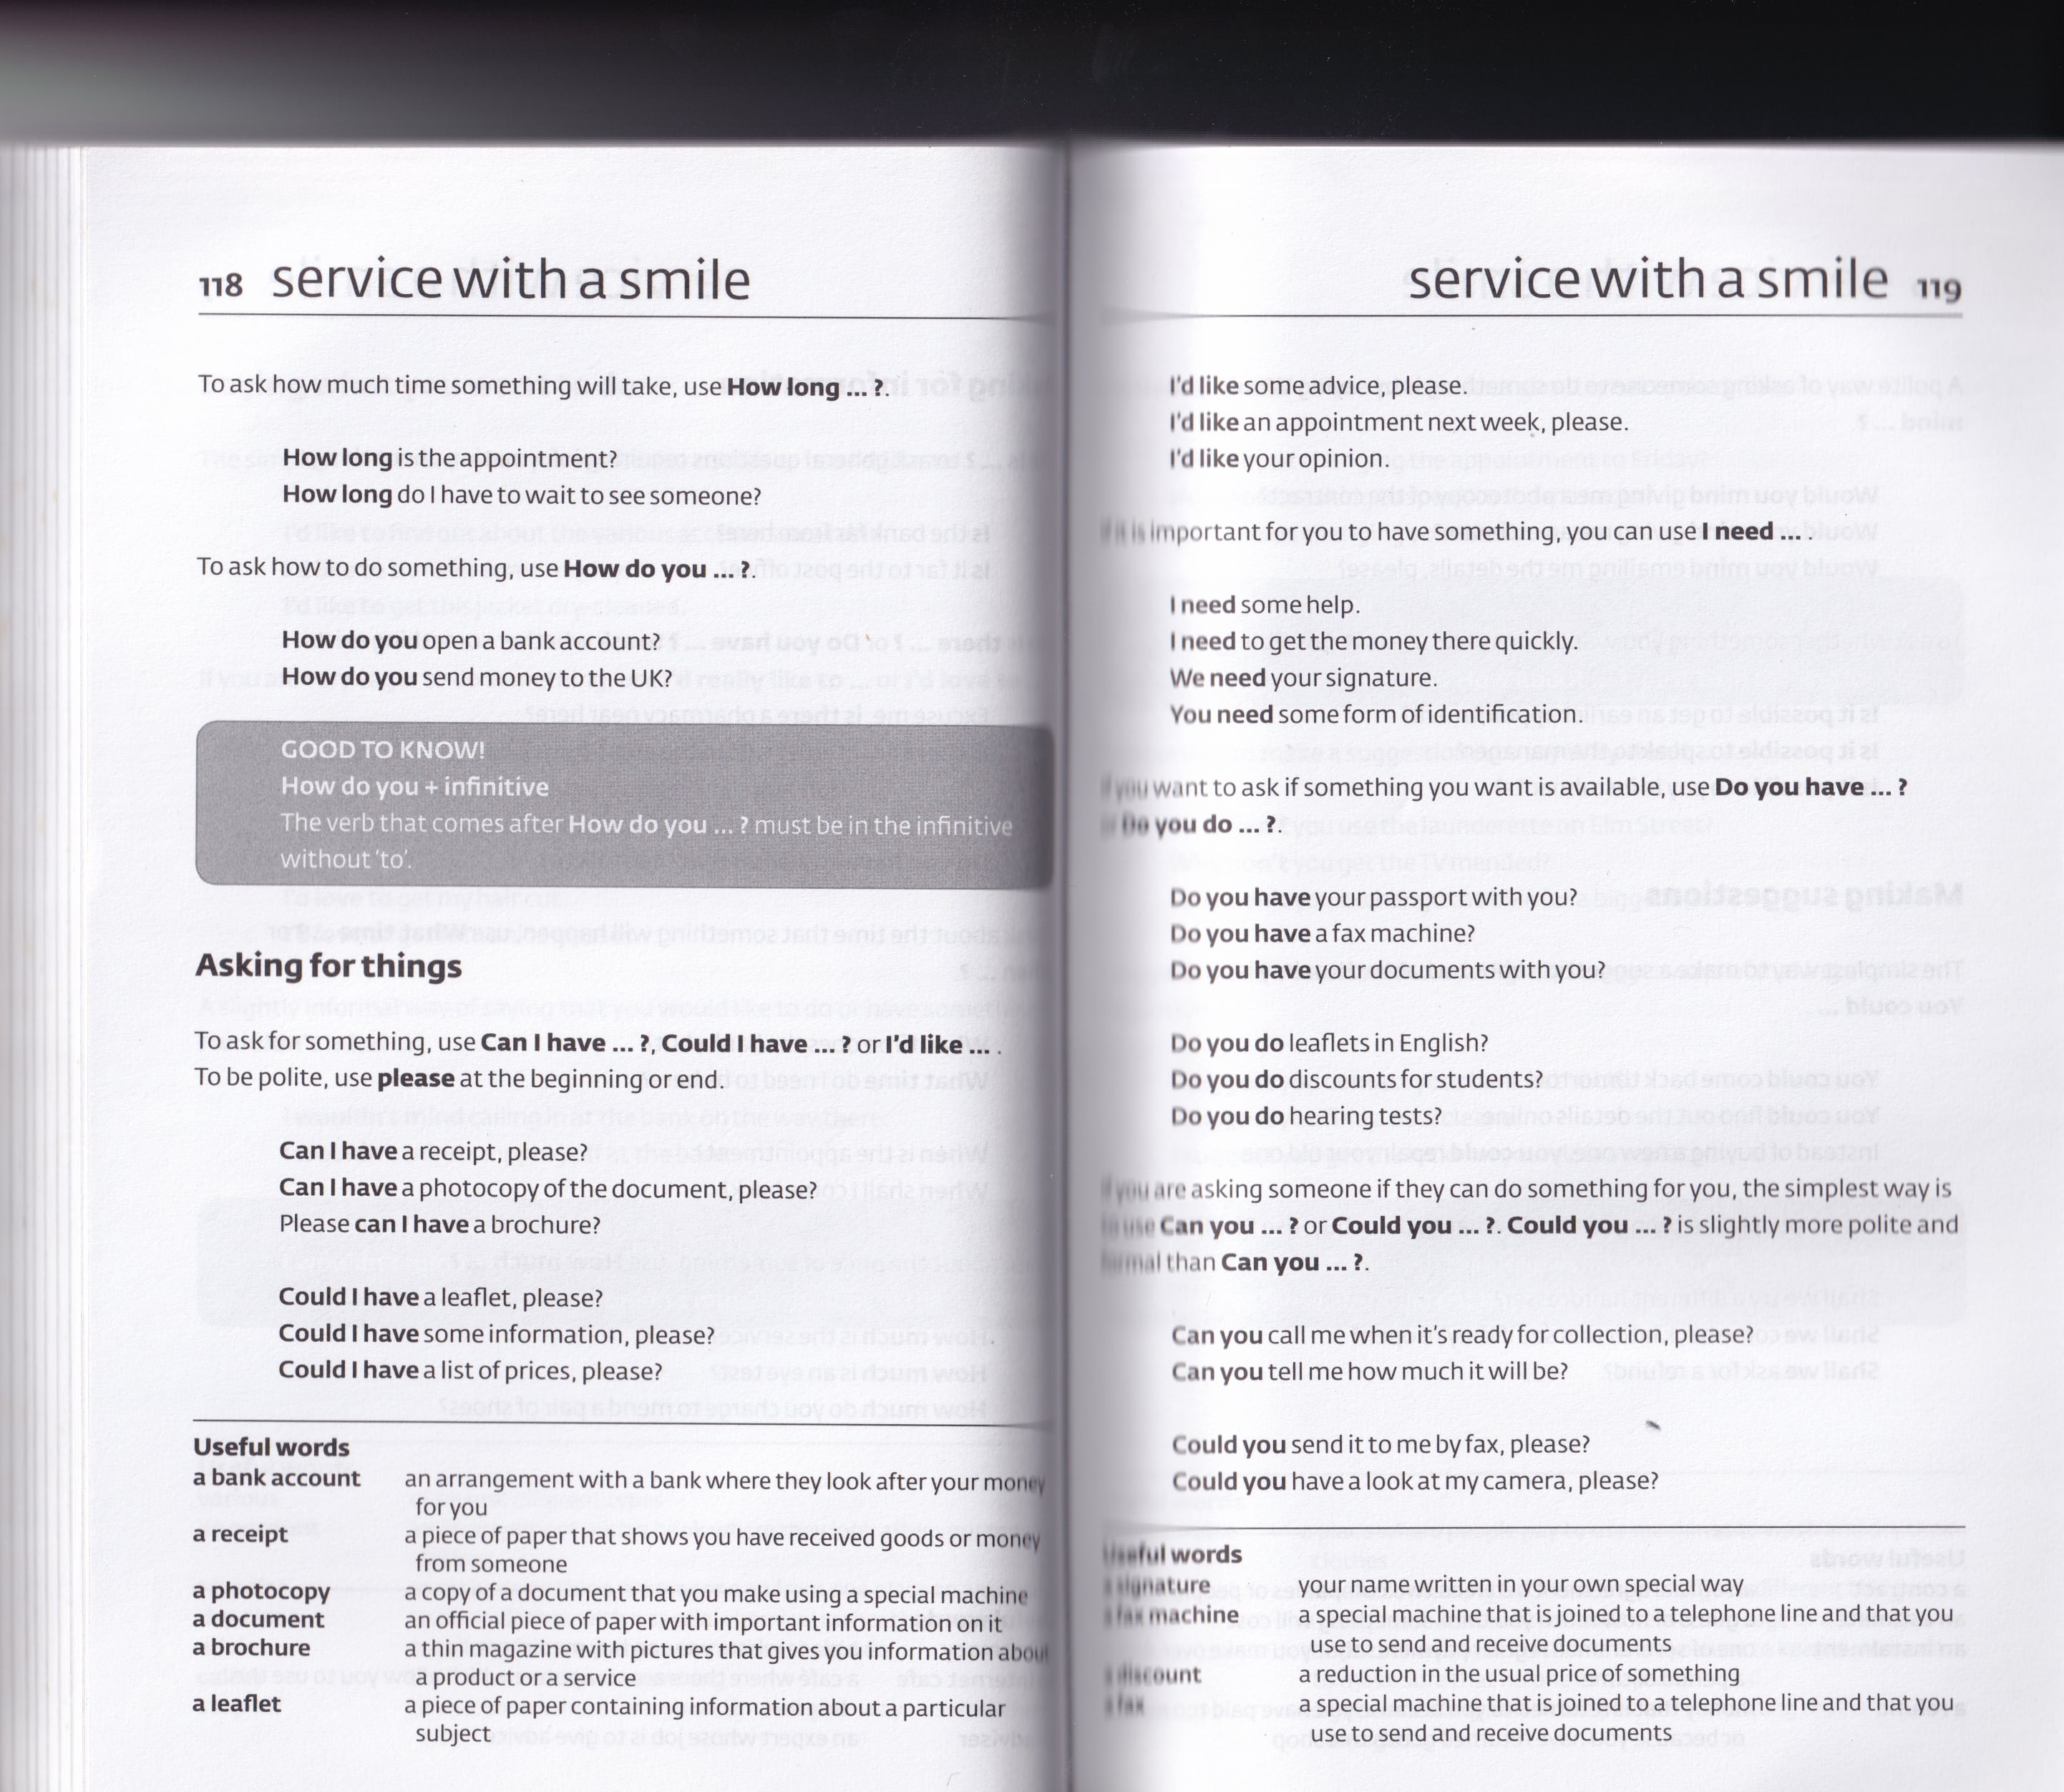 118 service with a smile
To ask how much time something will take, use How long ... ?.
How long is the appointment?
How long do I have to wait to see someone?
To ask how to do something, use How do you ... ?.
How do you open a bank account?
How do you send money to the UK?
GOOD TO KNOW!
How do you + infinitive
The verb that comes after How do you ... ? must be in the infinitive
without ‘to’.
Asking for things
To ask for something, use Can I have ... ?, Could I have ... ? or I’d like ... .
To be polite, use please at the beginning or end.
Can I have a receipt, please?
Can I have a photocopy of the document, please?
Please can I have a brochure?
Could I have a leaflet, please?
Could I have some information, please?
Could I have a list of prices, please?
Useful words
a bank account an arrangement with a bank where they look after your money
for you
a receipt a piece of paper that shows you have received goods or money
from someone
a photocopy a copy of a document that you make using a special machine
a document an official piece of paper with important information on it
a brochure a thin magazine with pictures that gives you information about
a product or a service
a leaflet a piece of paper containing information about a particular
subject
service with a smile 119
I’d like some advice, please.
I’d like an appointment next week, please.
I’d like your opinion.
If it is important for you to have something, you can use I need ... .
I need some help.
I need to get the money there quickly.
We need your signature.
You need some form of identification.
If you want to ask if something you want is available, use Do you have ... ?
or Do you do ... ?.
Do you have your passport with you?
Do you have a fax machine?
Do you have your documents with you?
Do you do leaflets in English?
Do you do discounts for students?
Do you do hearing tests?
If you are asking someone if they can do something for you, the simplest way is
to use Can you ... ? or Could you ... ?. Could you ... ? is slightly more polite and
formal than Can you ... ?.
Can you call me when it’s ready for collection, please?
Can you tell me how much it will be?
Could you send it to me by fax, please?
Could you have a look at my camera, please?
Useful words
a signature your name written in your own special way
a fax machine a special machine that is joined to a telephone line and that you
use to send and receive documents
a discount a reduction in the usual price of something
a fax a special machine that is joined to a telephone line and that you
use to send and receive documents